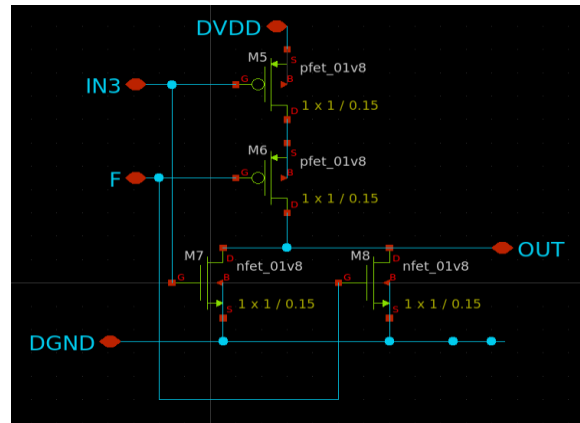 DVDD
M5
S
pfet_01v8
IN3
G
B
1 x 1 / 0.15
D
M6
S
pfet_01v8
F
G
B
1 x 1 / 0.15
D
M7
D
nfet_01v8
G
B
1 x 1 / 0.15
S
M8
D
nfet_01v8
G
B
1 x 1 / 0.15
S
OUT
DGND